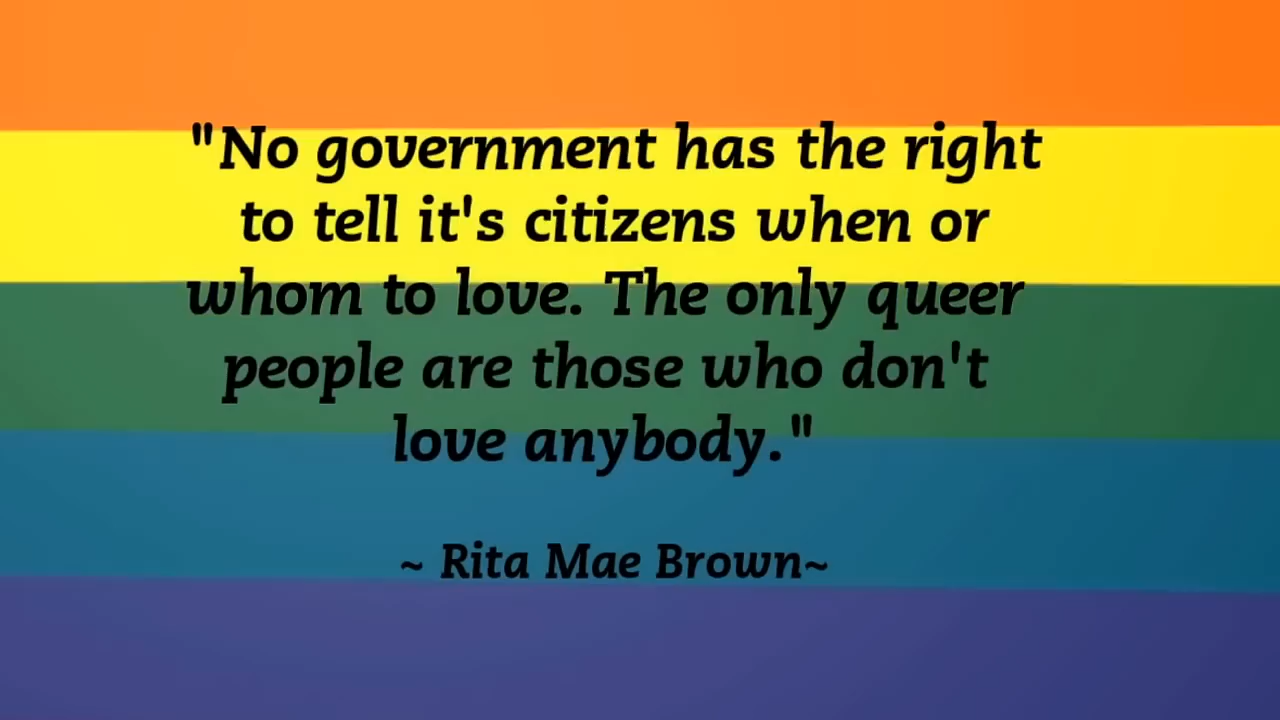 "No government has the right
to tell it's citizens when or
whom to love. The only queer
people are those who don't
love anybody."
~ Rita Mae Brown~